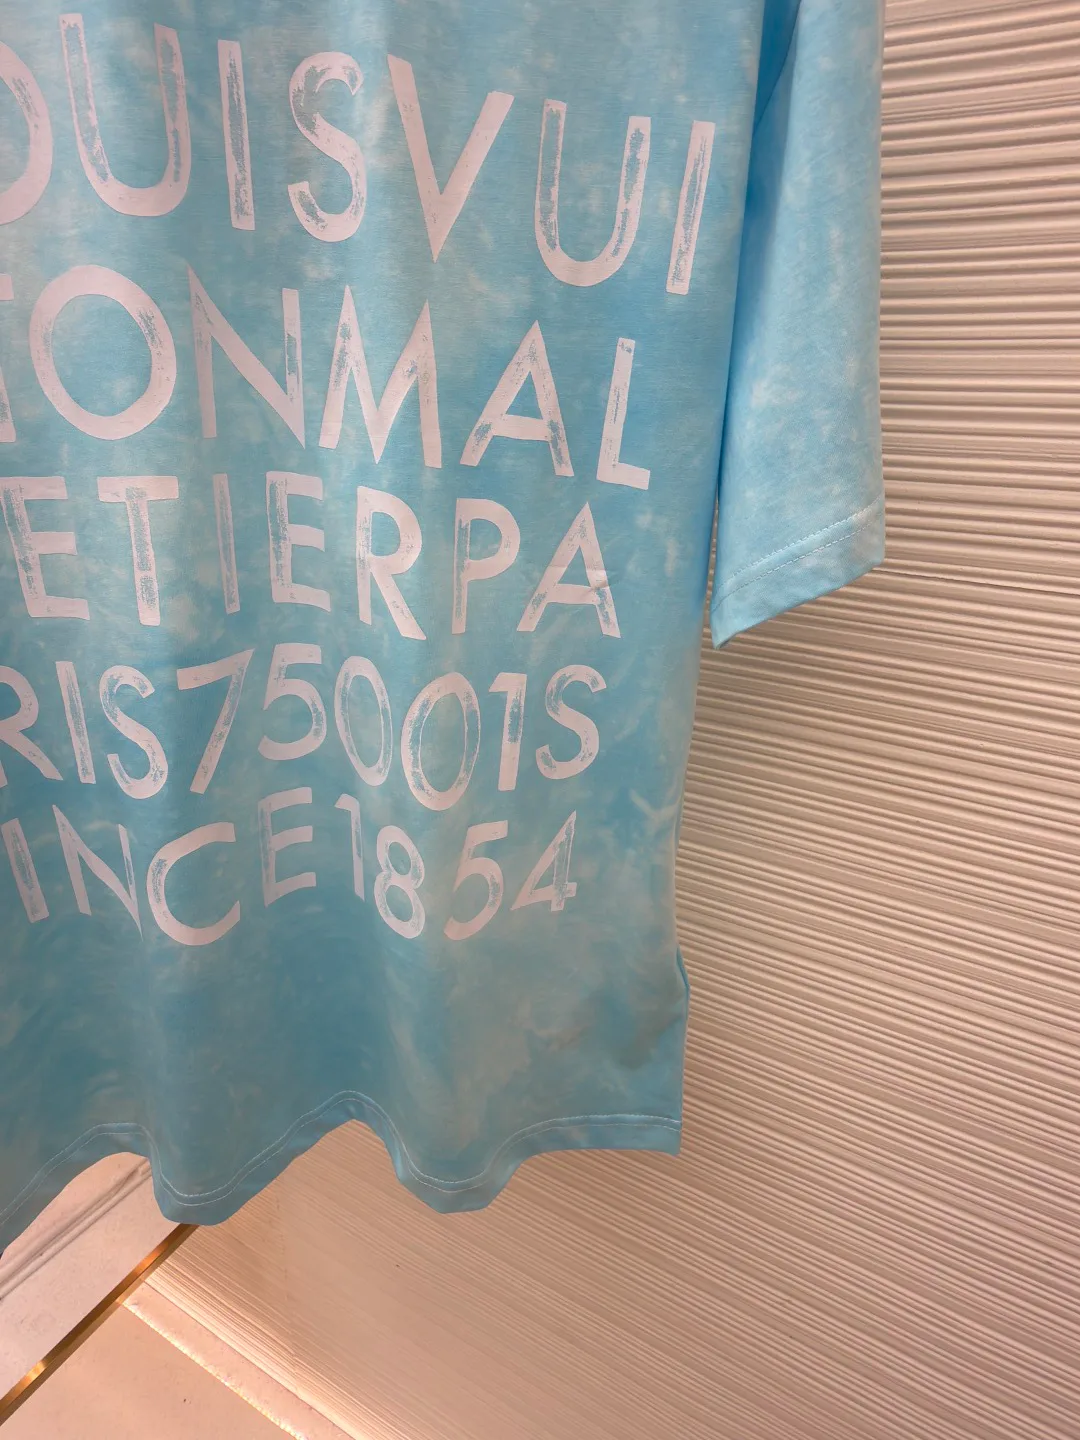 OUISVUI
TONMAL
ETIERPA
RIS75001S
INCE1854